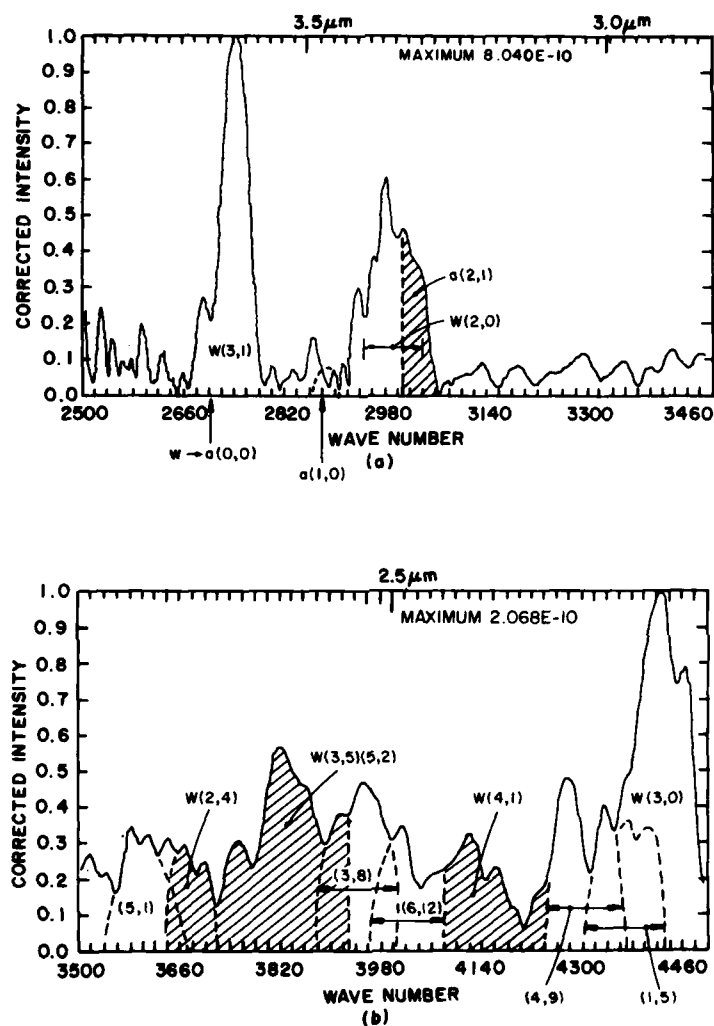 3.5μm 3.0μm
MAXIMUM 8.040E-10
CORRECTED INTENSITY
1.0
0.9
0.8
0.7
0.6
0.5
0.4
0.3
0.2
0.1
0.0
a(2,1)
W(2,0)
W(3,1)
2500 2660 2820 2980 3140 3300 3460
WAVE NUMBER
w→a(0,0)
a(1,0)
(a)
2.5μm
MAXIMUM 2.068E-10
CORRECTED INTENSITY
1.0
0.9
0.8
0.7
0.6
0.5
0.4
0.3
0.2
0.1
0.0
W(3,5)(5,2)
W(2,4)
W(4,1)
W(3,0)
(3,8)
(5,1)
1(6,12)
3500 3660 3820 3980 4140 4300 4460
WAVE NUMBER
(4,9)
(1,5)
(b)